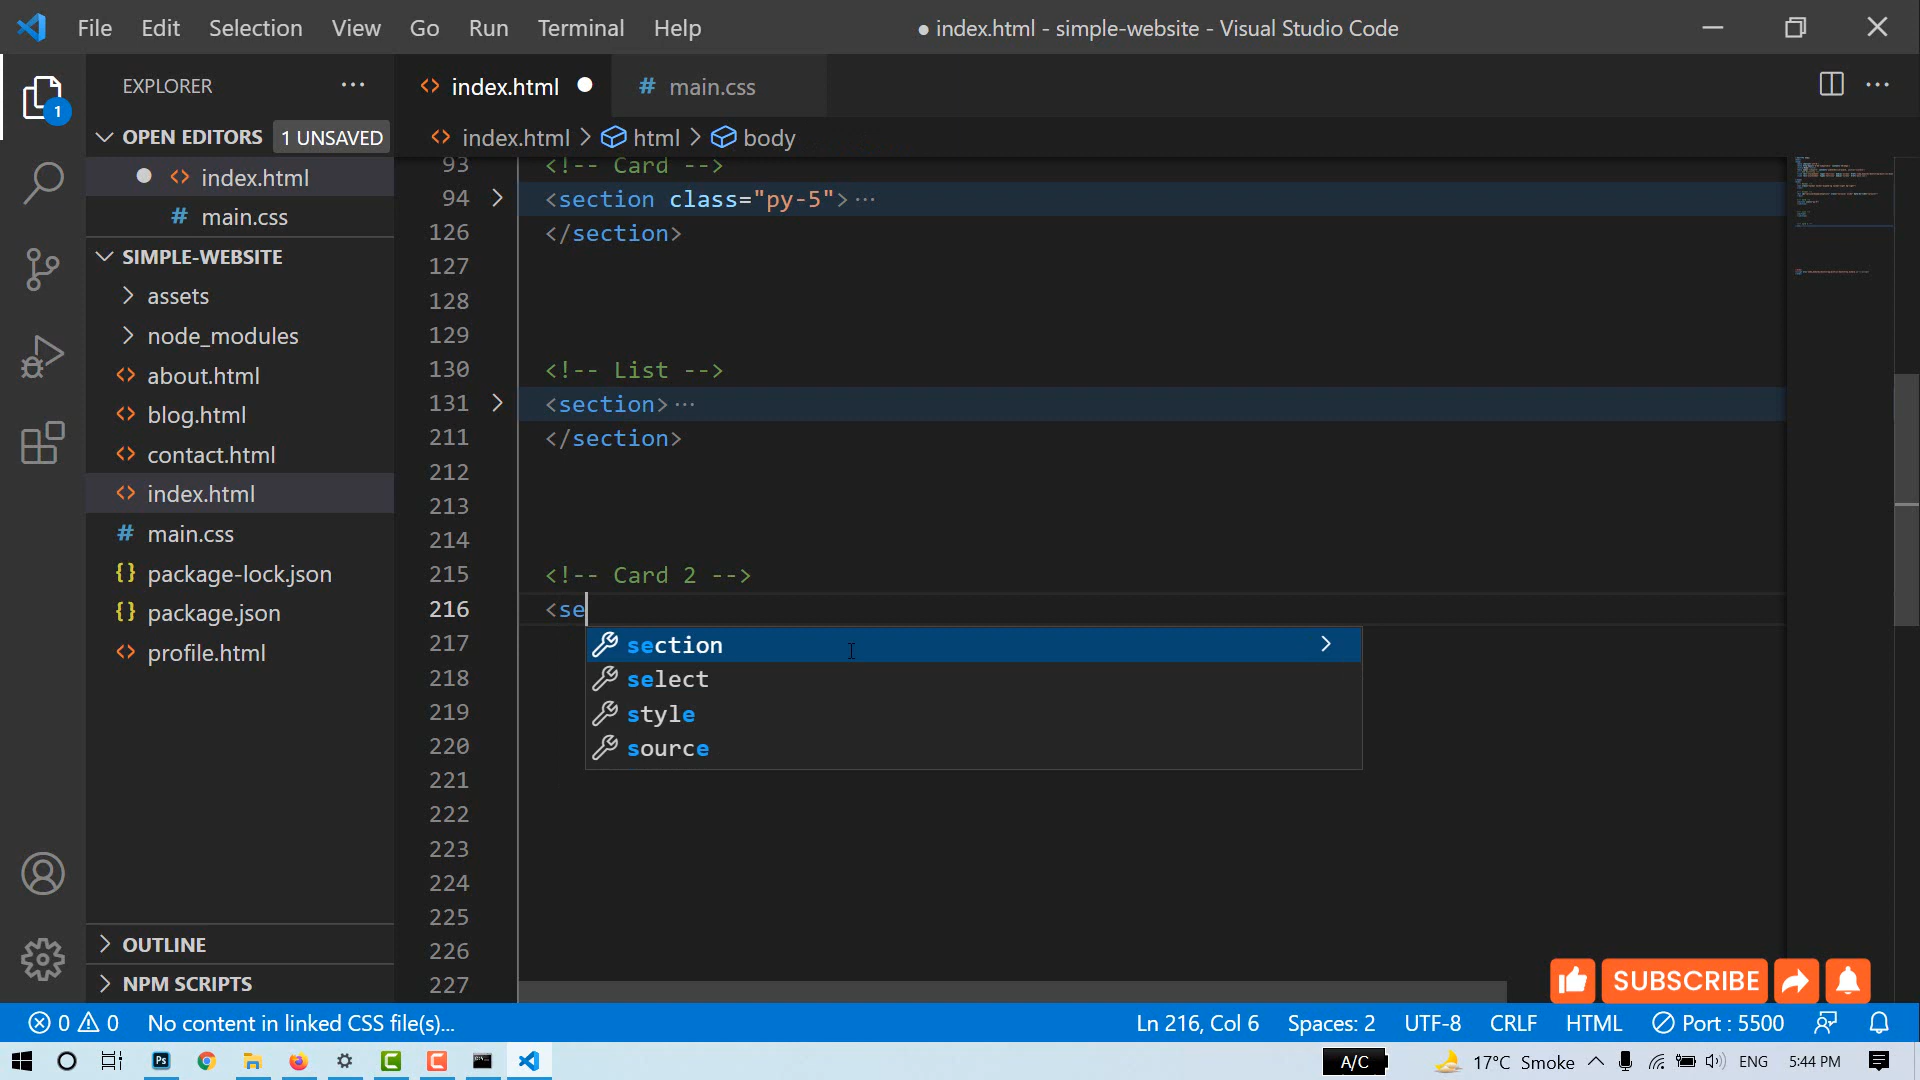 File Edit Selection View Go Run Terminal Help
● index.html - simple-website - Visual Studio Code
1
EXPLORER
OPEN EDITORS 1 UNSAVED
index.html
# main.css
SIMPLE-WEBSITE
assets
node_modules
about.html
blog.html
contact.html
index.html
# main.css
{} package-lock.json
{} package.json
profile.html
OUTLINE
NPM SCRIPTS
index.html
# main.css
index.html > html > body
93 <!-- Card -->
94 <section class="py-5">···
126 </section>
127
128
129
130 <!-- List -->
131 <section>···
211 </section>
212
213
214
215 <!-- Card 2 -->
216 <se
217
218
219
220
221
222
223
224
225
226
227
section
select
style
source
SUBSCRIBE
0 0 No content in linked CSS file(s)...
Ln 216, Col 6 Spaces: 2 UTF-8 CRLF HTML Port : 5500
Ps
A/C
17°C Smoke
ENG
5:44 PM